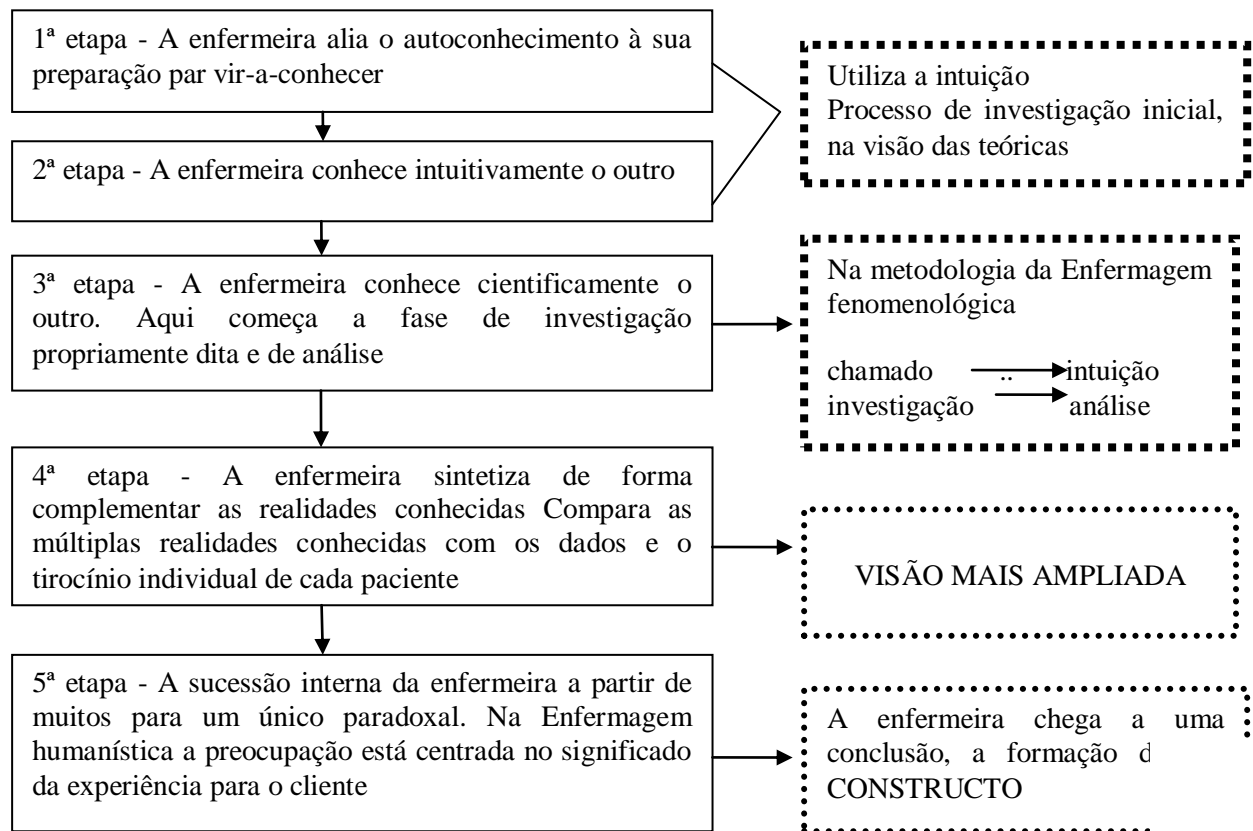 1ª etapa - A enfermeira alia o autoconhecimento à sua
preparação par vir-a-conhecer
Utiliza a intuição
Processo de investigação inicial,
na visão das teóricas
2ª etapa - A enfermeira conhece intuitivamente o outro
3ª etapa - A enfermeira conhece cientificamente o
outro. Aqui começa a fase de investigação
propriamente dita e de análise
Na metodologia da Enfermagem
fenomenológica
chamado .. intuição
investigação análise
4ª etapa - A enfermeira sintetiza de forma
complementar as realidades conhecidas Compara as
múltiplas realidades conhecidas com os dados e o
tirocínio individual de cada paciente
VISÃO MAIS AMPLIADA
5ª etapa - A sucessão interna da enfermeira a partir de
muitos para um único paradoxal. Na Enfermagem
humanística a preocupação está centrada no significado
da experiência para o cliente
A enfermeira chega a uma
conclusão, a formação d
CONSTRUCTO